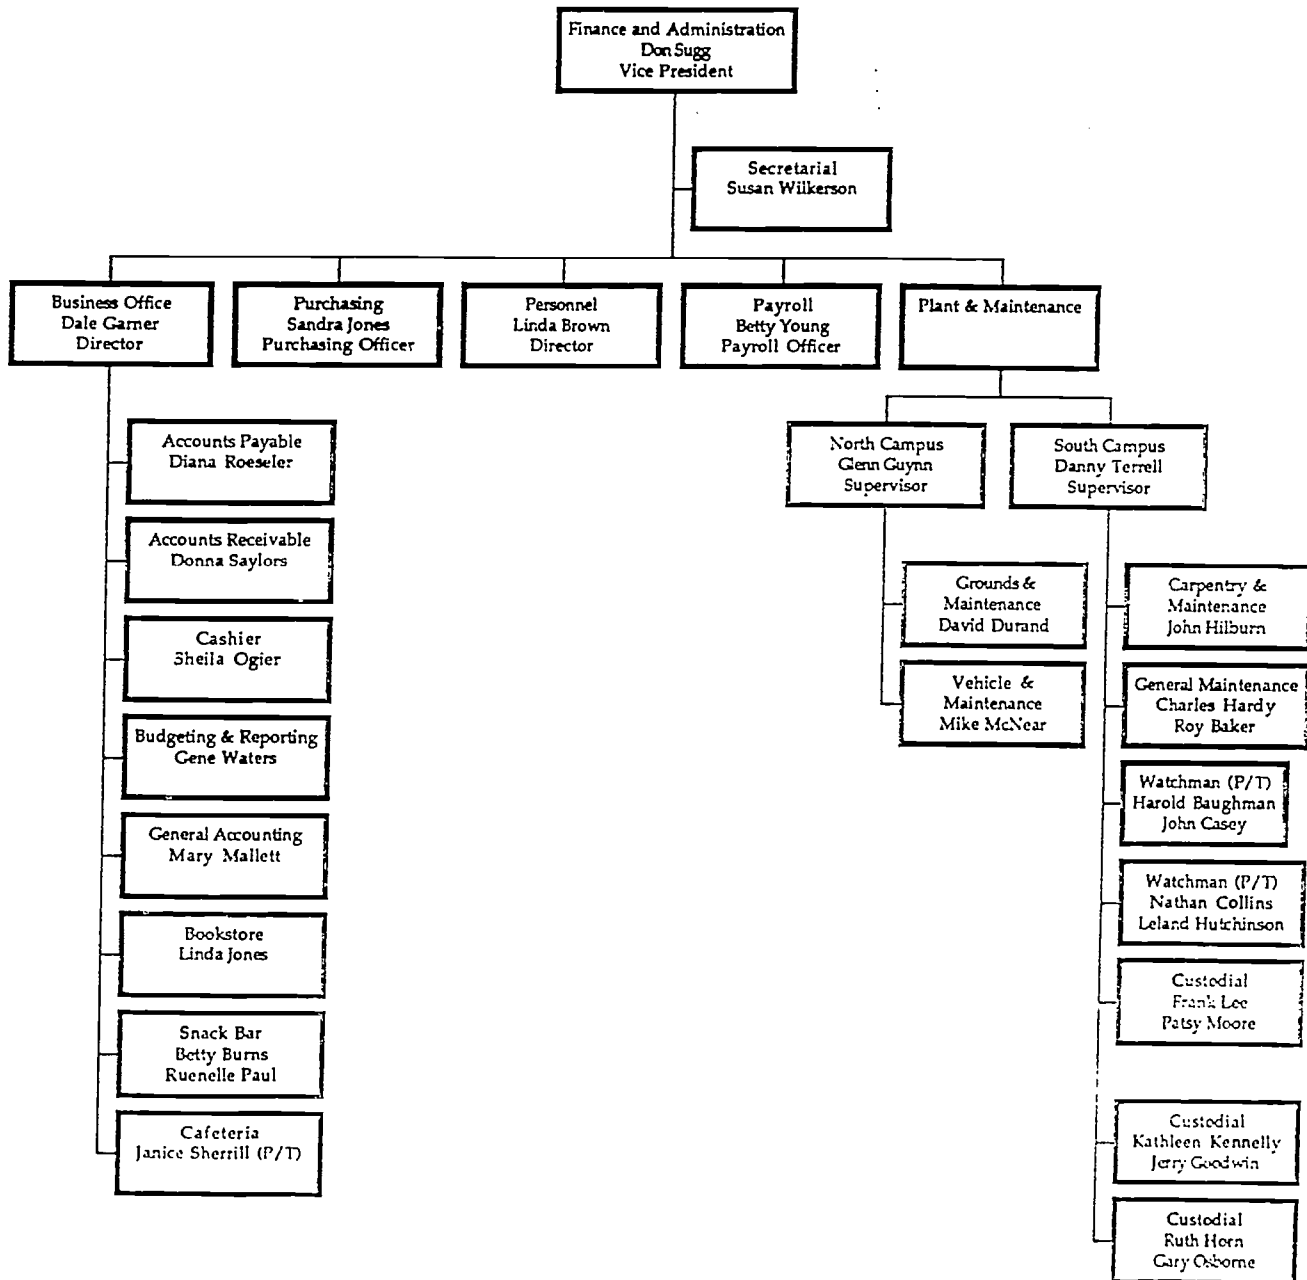 Finance and Administration
Don Sugg
Vice President
Secretarial
Susan Wilkerson
Business Office
Dale Garner
Director
Purchasing
Sandra Jones
Purchasing Officer
Personnel
Linda Brown
Director
Payroll
Betty Young
Payroll Officer
Plant & Maintenance
Accounts Payable
Diana Roeseler
Accounts Receivable
Donna Saylors
Cashier
Sheila Ogier
Budgeting & Reporting
Gene Waters
General Accounting
Mary Mallett
Bookstore
Linda Jones
Snack Bar
Betty Burns
Ruenelle Paul
Cafeteria
Janice Sherrill (P/T)
North Campus
Glenn Guynn
Supervisor
Grounds &
Maintenance
David Durand
Vehicle &
Maintenance
Mike McNear
South Campus
Danny Terrell
Supervisor
Carpentry &
Maintenance
John Hilburn
General Maintenance
Charles Hardy
Roy Baker
Watchman (P/T)
Harold Baughman
John Casey
Watchman (P/T)
Nathan Collins
Leland Hutchinson
Custodial
Frank Lee
Patsy Moore
Custodial
Kathleen Kennelly
Jerry Goodwin
Custodial
Ruth Horn
Gary Osborne